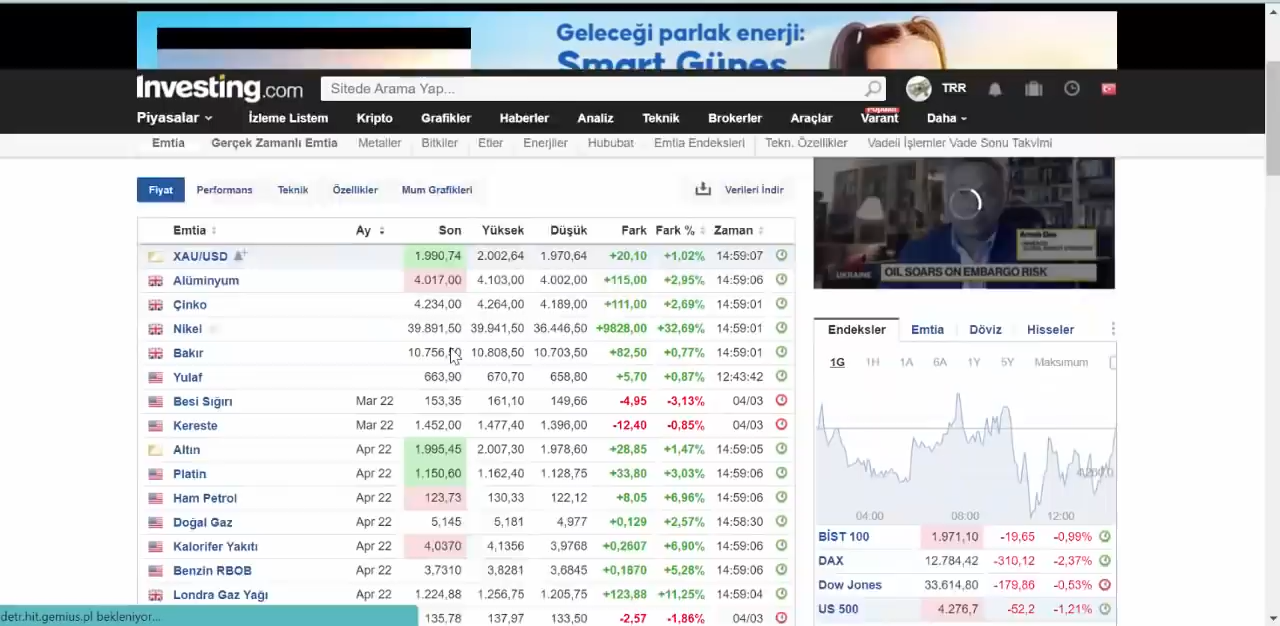 Geleceği parlak enerji:
Smart Güneş
Investing.com
Sitede Arama Yap...
TRR
Piyasalar
İzleme Listem
Kripto
Grafikler
Haberler
Analiz
Teknik
Brokerler
Araçlar
Popüler
Varant
Daha
Emtia Gerçek Zamanlı Emtia Metaller Bitkiler Etler Enerjiler Hububat Emtia Endeksleri Tekn. Özellikler Vadeli İşlemler Vade Sonu Takvimi
Fiyat Performans Teknik Özellikler Mum Grafikleri Verileri İndir
Emtia Ay Son Yüksek Düşük Fark Fark % Zaman
XAU/USD 1.990,74 2.002,64 1.970,64 +20,10 +1,02% 14:59:07
Alüminyum 4.017,00 4.103,00 4.002,00 +115,00 +2,95% 14:59:06
Çinko 4.234,00 4.264,00 4.189,00 +111,00 +2,69% 14:59:01
Nikel 39.891,50 39.941,50 36.446,50 +9828,00 +32,69% 14:59:01
Bakır 10.808,50 10.703,50 +82,50 +0,77% 14:59:01
Yulaf 663,90 670,70 658,80 +5,70 +0,87% 12:43:42
Besi Sığırı Mar 22 153,35 161,10 149,66 -4,95 -3,13% 04/03
Kereste Mar 22 1.452,00 1.477,40 1.396,00 -12,40 -0,85% 04/03
Altın Apr 22 1.995,45 2.007,30 1.978,60 +28,85 +1,47% 14:59:05
Platin Apr 22 1.150,60 1.162,40 1.128,75 +33,80 +3,03% 14:59:06
Ham Petrol Apr 22 123,73 130,33 122,12 +8,05 +6,96% 14:59:06
Doğal Gaz Apr 22 5,145 5,181 4,977 +0,129 +2,57% 14:58:30
Kalorifer Yakıtı Apr 22 4,0370 4,1356 3,9768 +0,2607 +6,90% 14:59:06
Benzin RBOB Apr 22 3,7310 3,8281 3,6845 +0,1870 +5,28% 14:59:06
Londra Gaz Yağı Apr 22 1.224,88 1.256,75 1.205,75 +123,88 +11,25% 14:59:04
135,78 137,97 133,50 -2,57 -1,86% 04/03
detr.hit.gemius.pl bekleniyor...
UKRAINE OIL SOARS ON EMBARGO RISK
Endeksler Emtia Döviz Hisseler
1G 1H 1A 6A 1Y 5Y Maksimum
04:00 08:00 12:00
BİST 100 1.971,10 -19,65 -0,99%
DAX 12.784,42 -310,12 -2,37%
Dow Jones 33.614,80 -179,86 -0,53%
US 500 4.276,7 -52,2 -1,21%